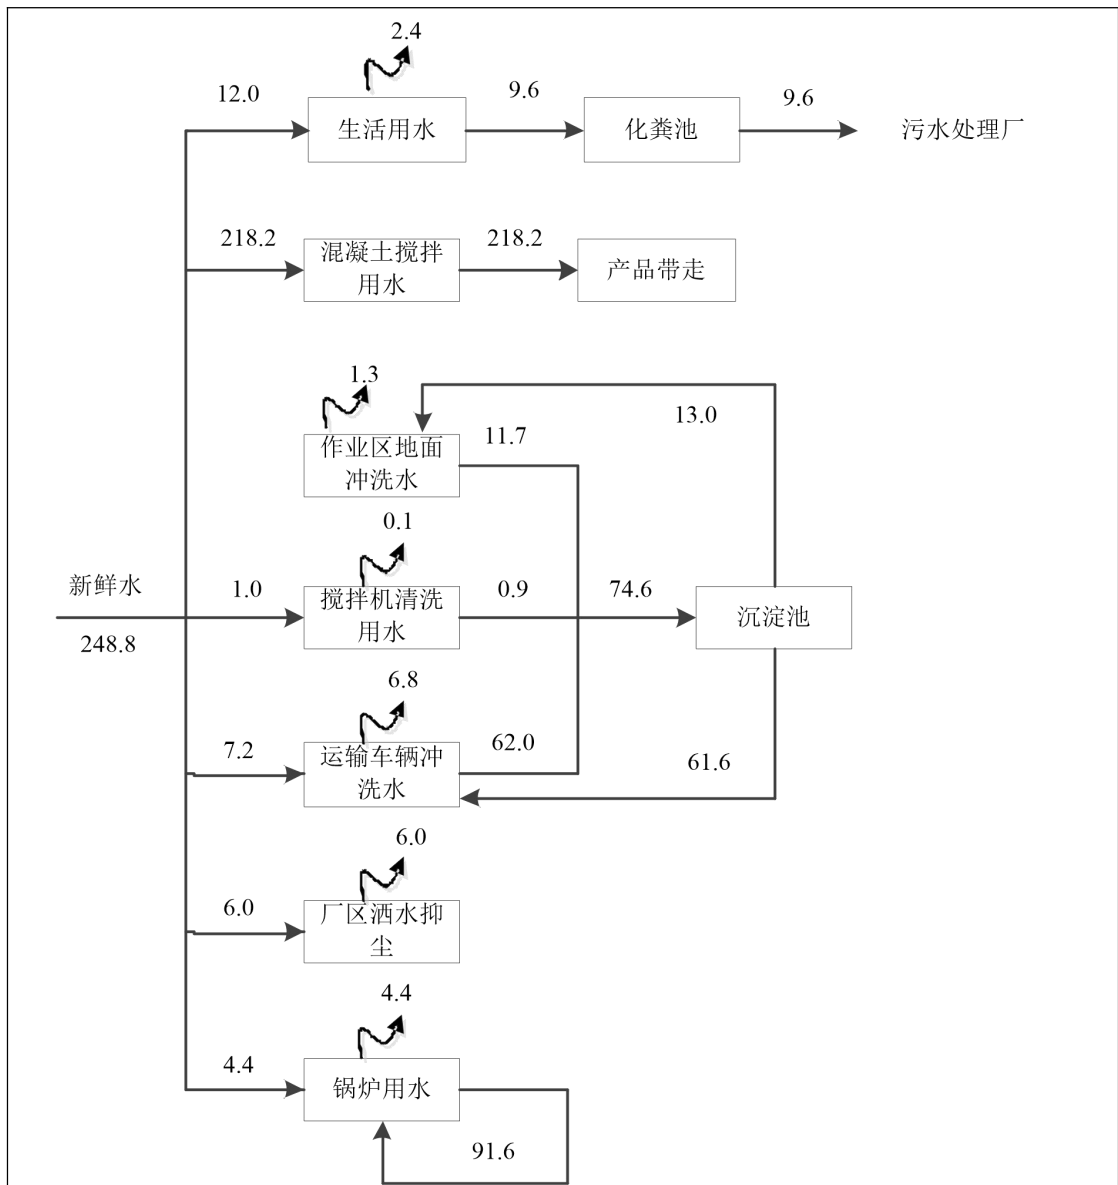 2.4
12.0
9.6
9.6
生活用水
化粪池
污水处理厂
218.2
混凝土搅拌
用水
218.2
产品带走
1.3
13.0
作业区地面
冲洗水
11.7
0.1
新鲜水
248.8
1.0
搅拌机清洗
用水
0.9
74.6
沉淀池
6.8
7.2
运输车辆冲
洗水
62.0
61.6
6.0
6.0
厂区洒水抑
尘
4.4
4.4
锅炉用水
91.6